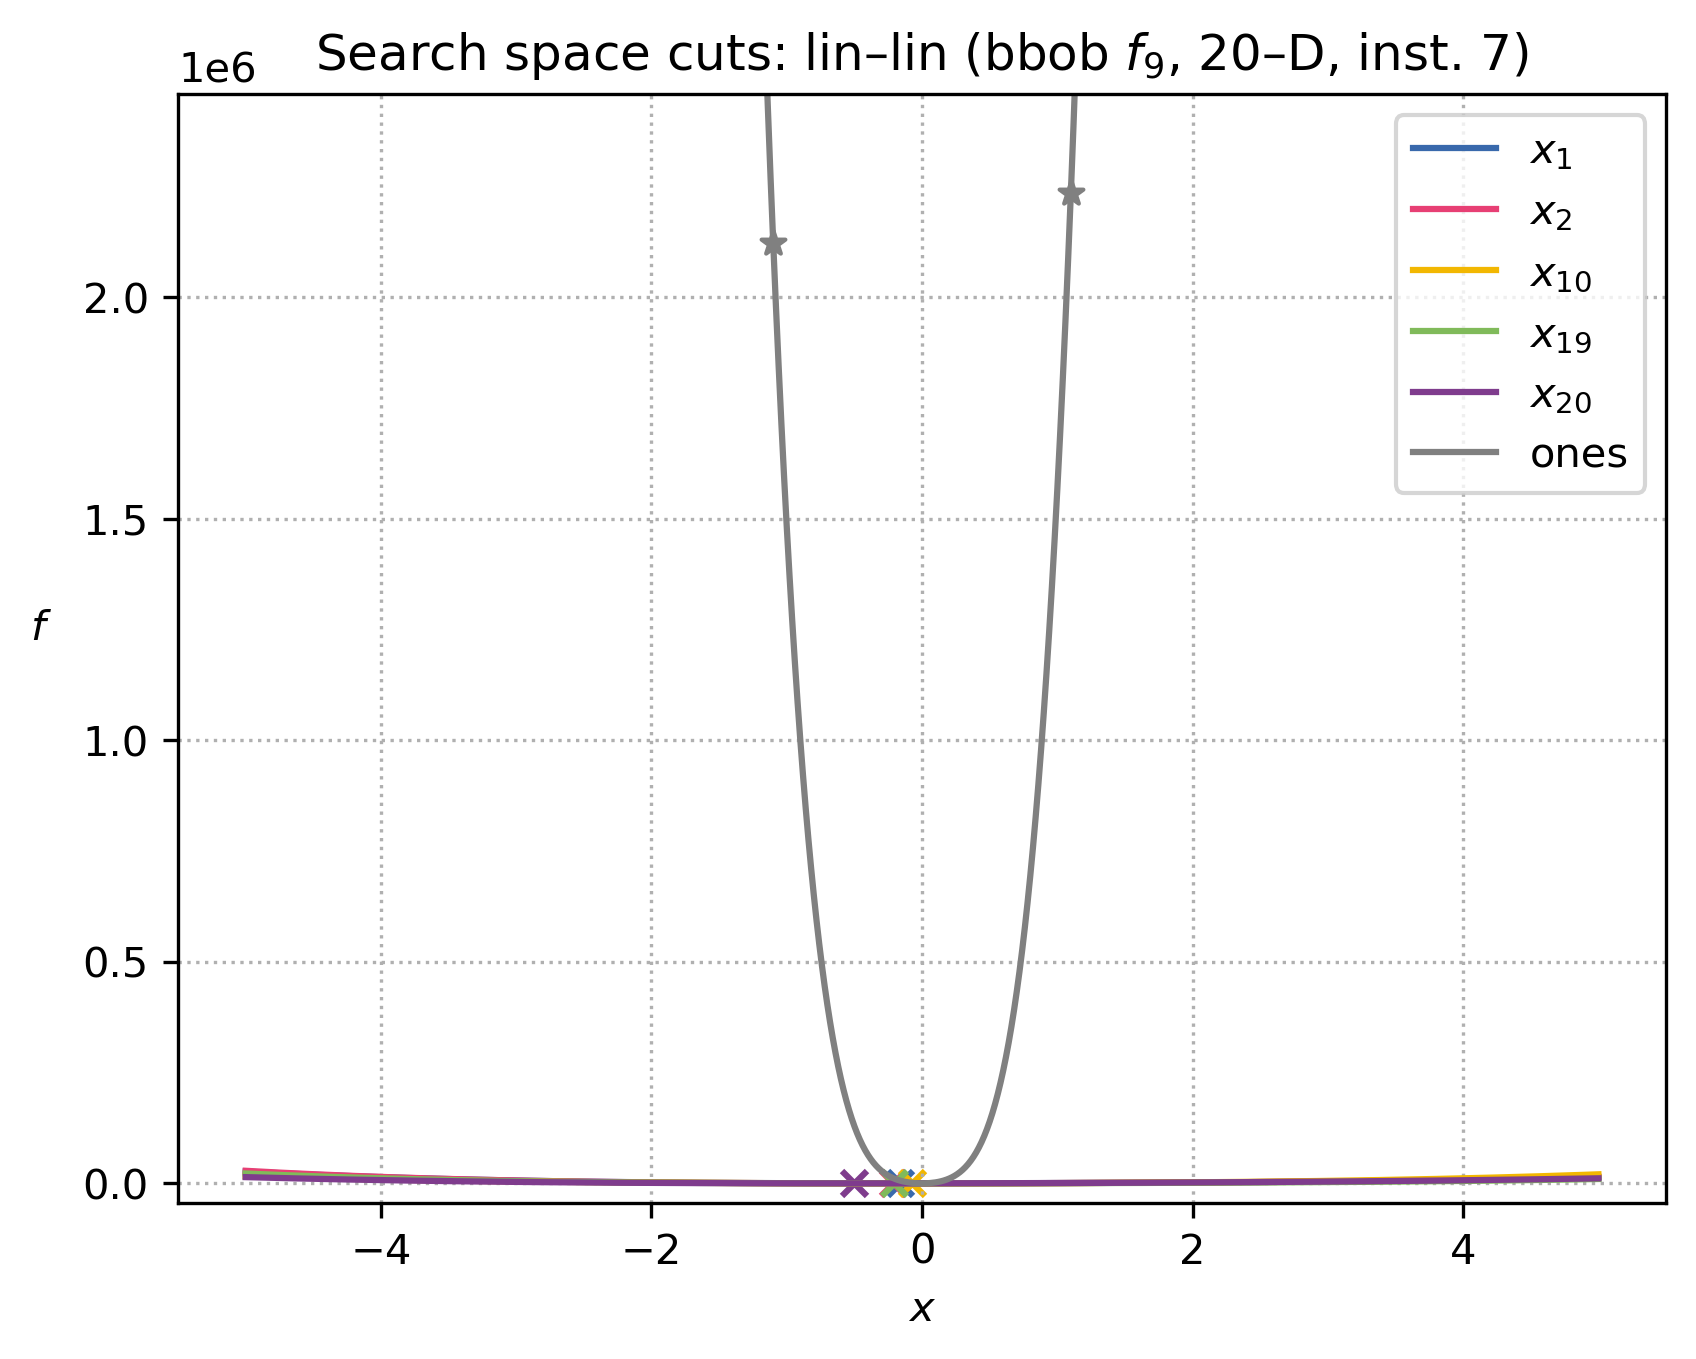 Search space cuts: lin–lin (bbob f₉, 20–D, inst. 7)
1e6
x₁
x₂
x₁₀
x₁₉
x₂₀
ones
2.0
1.5
1.0
0.5
0.0
f
−4 −2 0 2 4
x